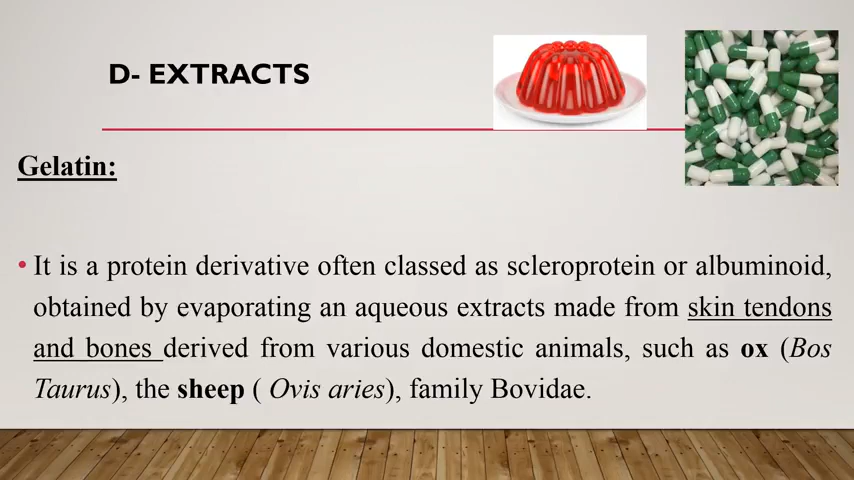 D- EXTRACTS
Gelatin:
• It is a protein derivative often classed as scleroprotein or albuminoid,
obtained by evaporating an aqueous extracts made from skin tendons
and bones derived from various domestic animals, such as ox (Bos
Taurus), the sheep ( Ovis aries), family Bovidae.